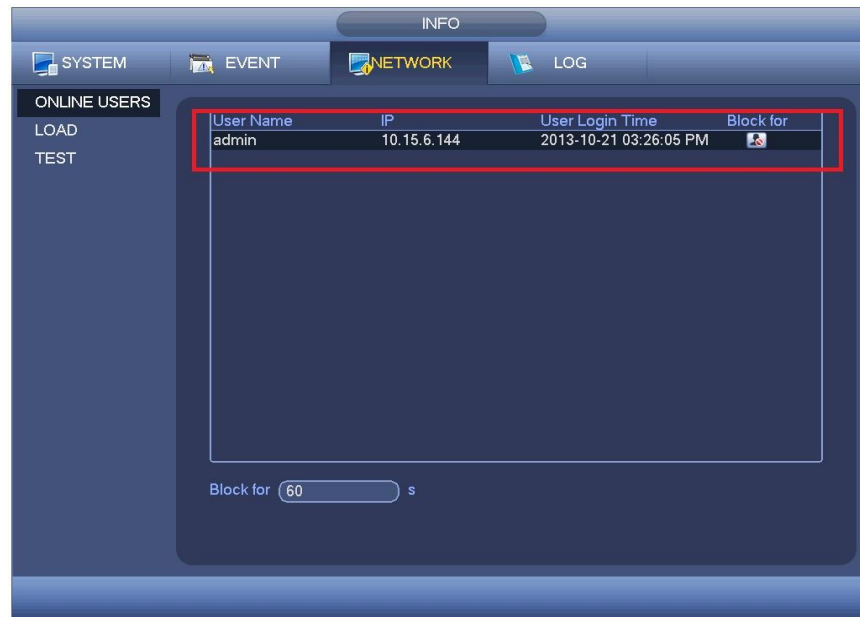 INFO
SYSTEM EVENT NETWORK LOG
ONLINE USERS
LOAD
TEST
User Name IP User Login Time Block for
admin 10.15.6.144 2013-10-21 03:26:05 PM
Block for 60 s